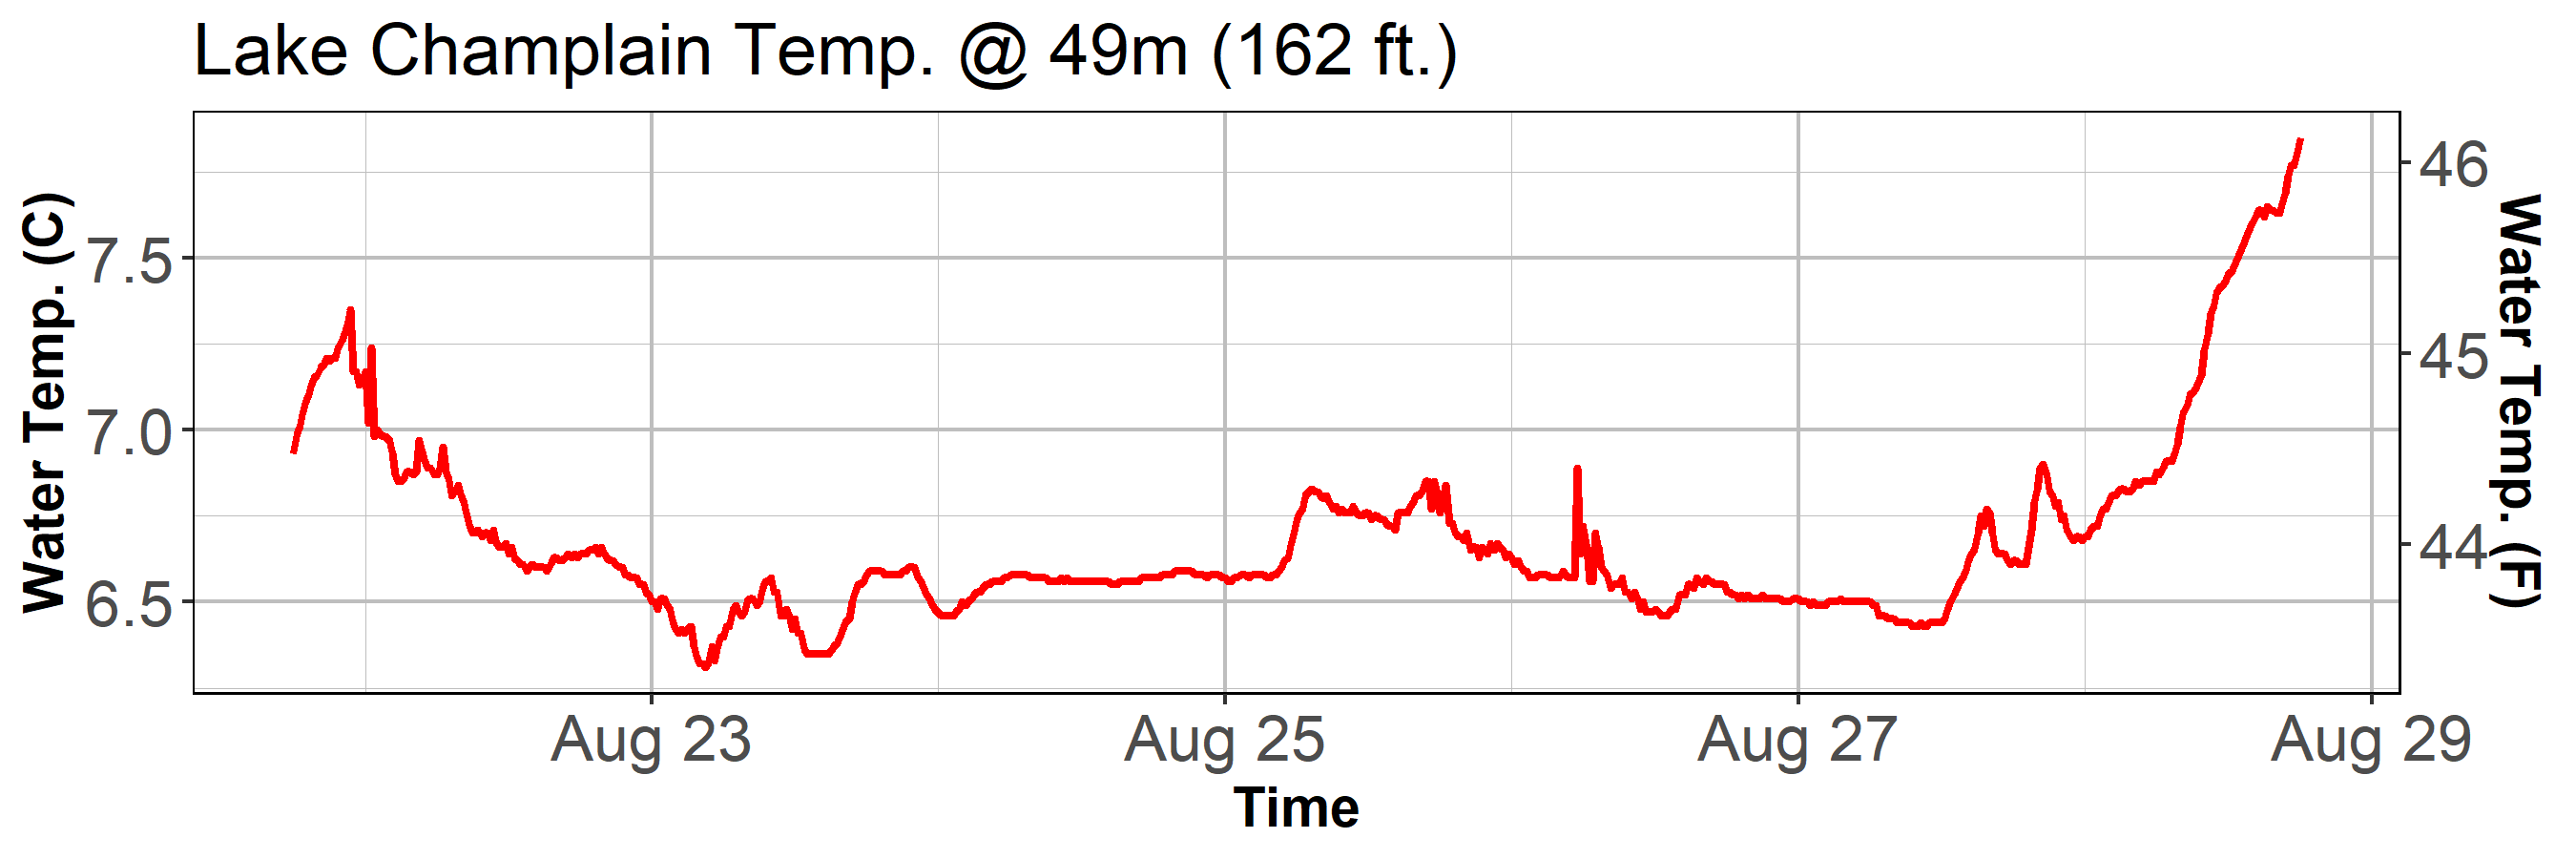 Lake Champlain Temp. @ 49m (162 ft.)
Water Temp. (C)
7.5
7.0
6.5
46
45
44
Water Temp. (F)
Aug 23
Aug 25
Aug 27
Aug 29
Time